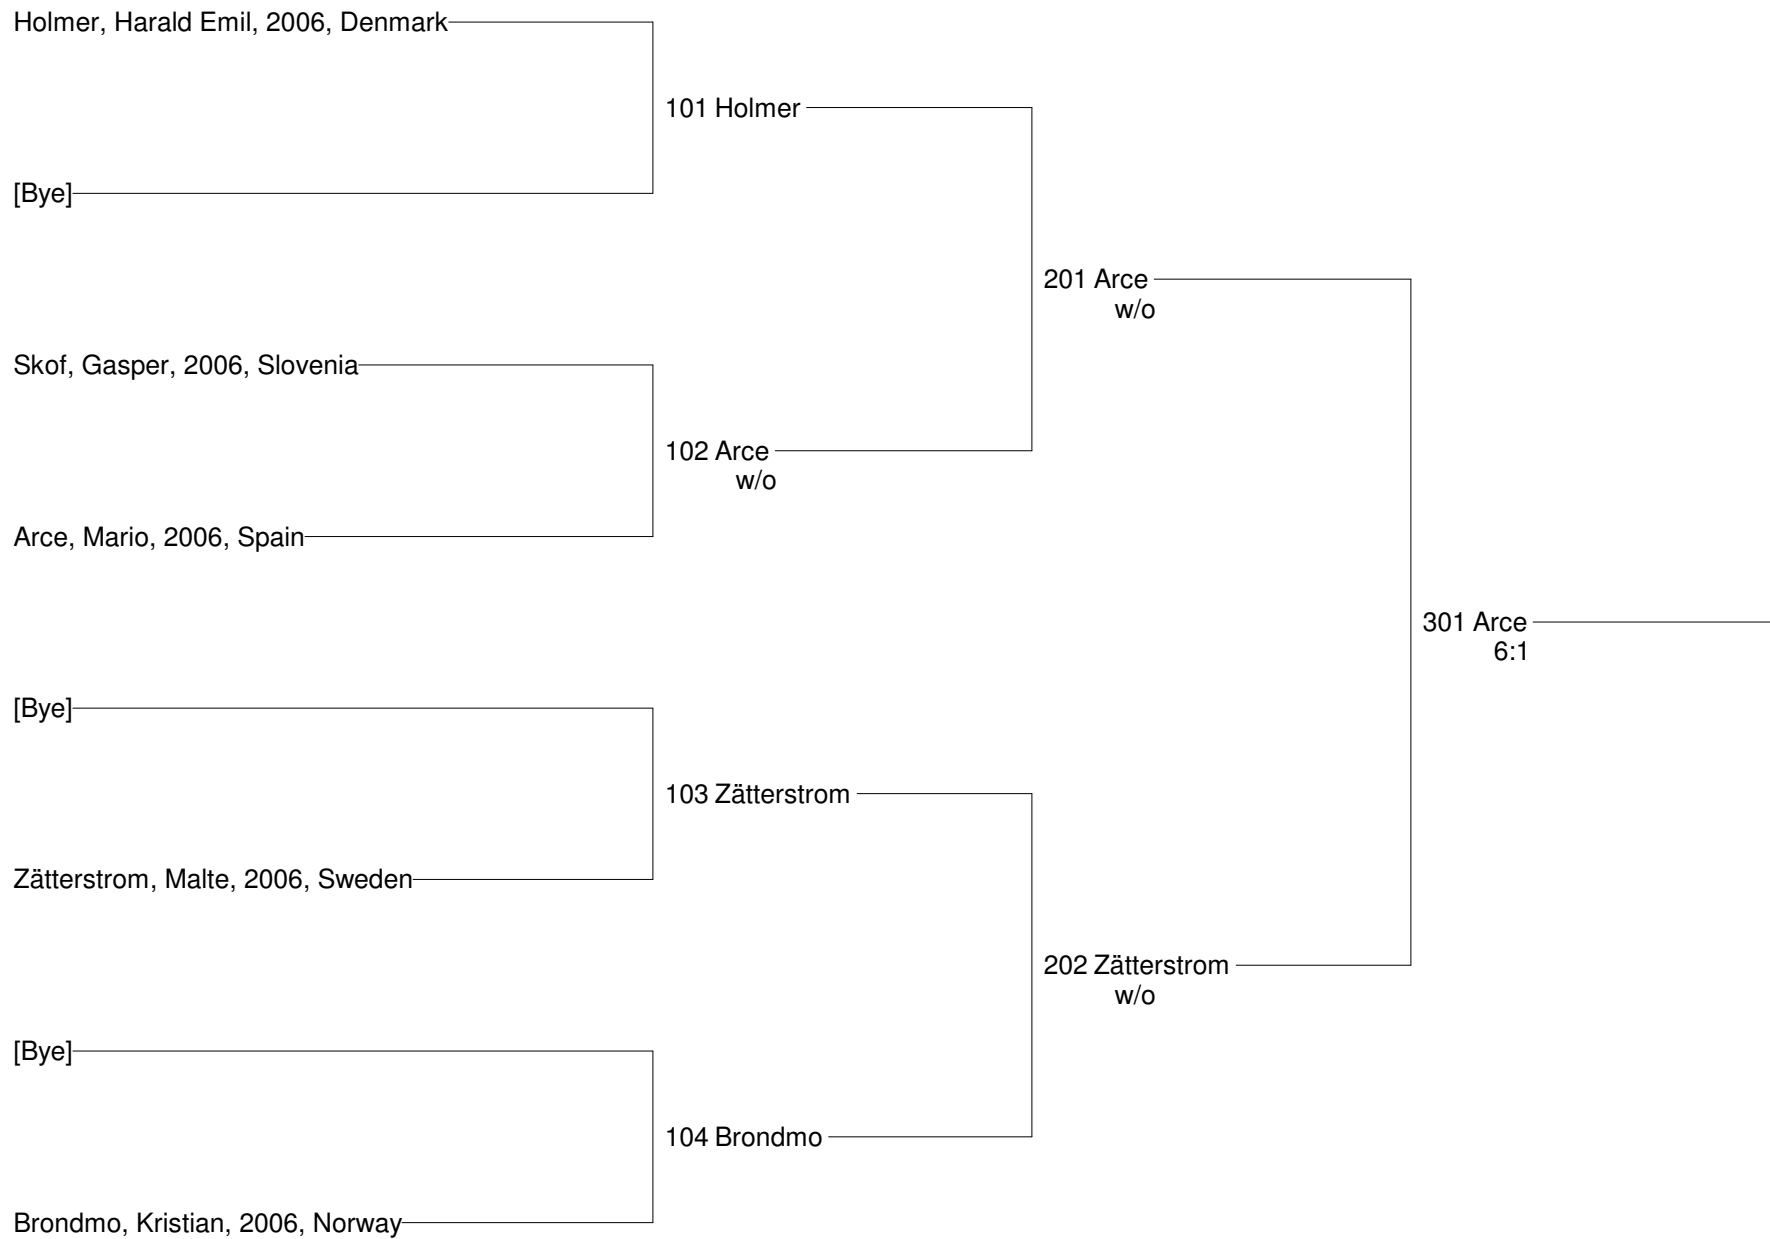 Holmer, Harald Emil, 2006, Denmark
101 Holmer
[Bye]
201 Arce
w/o
Skof, Gasper, 2006, Slovenia
102 Arce
w/o
Arce, Mario, 2006, Spain
301 Arce
6:1
[Bye]
103 Zätterstrom
Zätterstrom, Malte, 2006, Sweden
202 Zätterstrom
w/o
[Bye]
104 Brondmo
Brondmo, Kristian, 2006, Norway